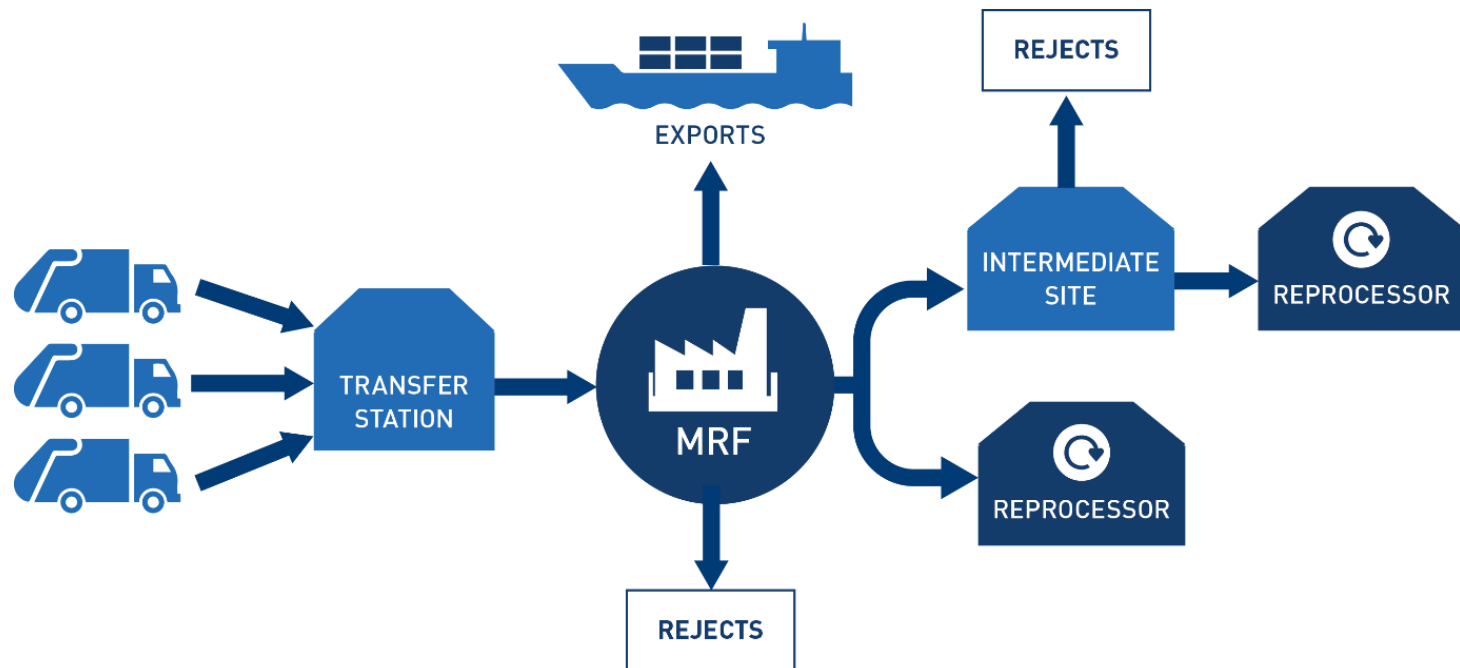 REJECTS
EXPORTS
INTERMEDIATE
SITE
REPROCESSOR
TRANSFER
STATION
MRF
REPROCESSOR
REJECTS